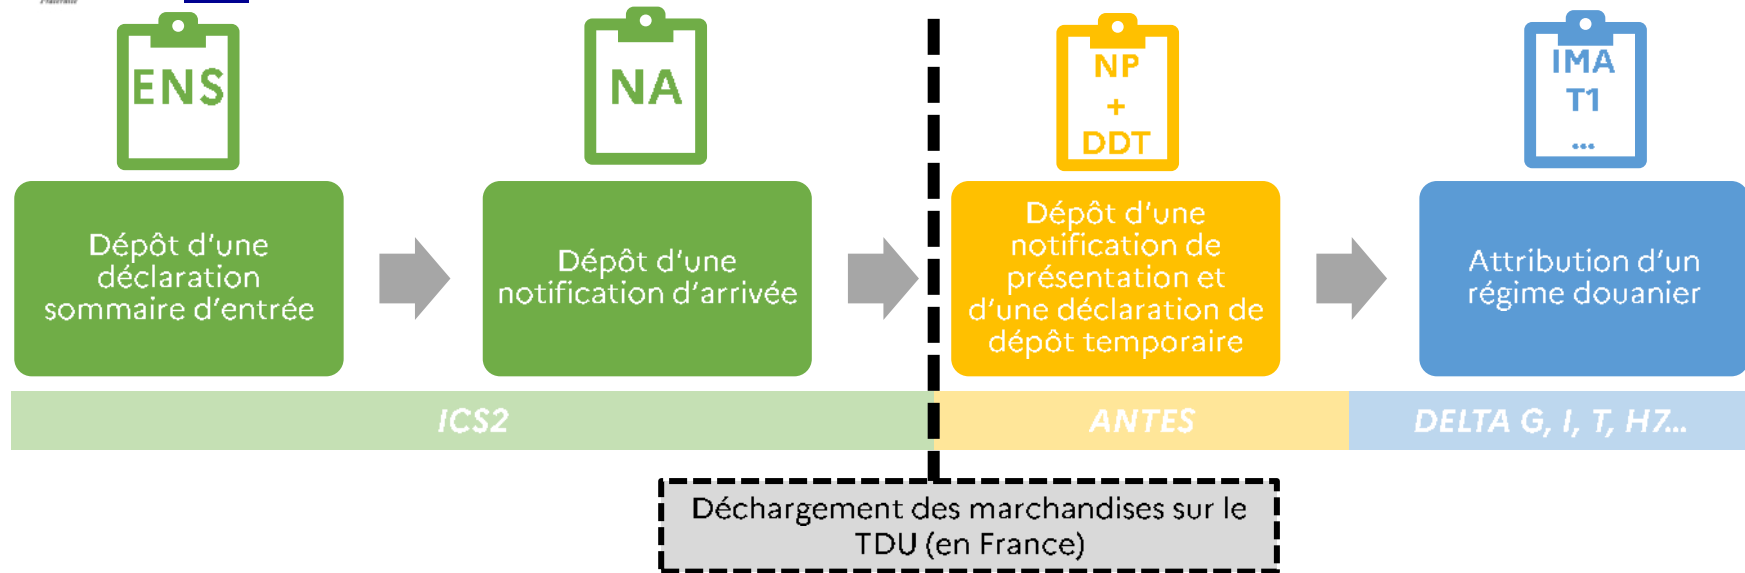 Fraternité
ENS
NA
NP
+
DDT
IMA
T1
...
Dépôt d'une
déclaration
sommaire d'entrée
Dépôt d'une
notification d'arrivée
Dépôt d'une
notification de
présentation et
d'une déclaration de
dépôt temporaire
Attribution d'un
régime douanier
ICS2
ANTES
DELTA G, I, T, H7...
Déchargement des marchandises sur le
TDU (en France)